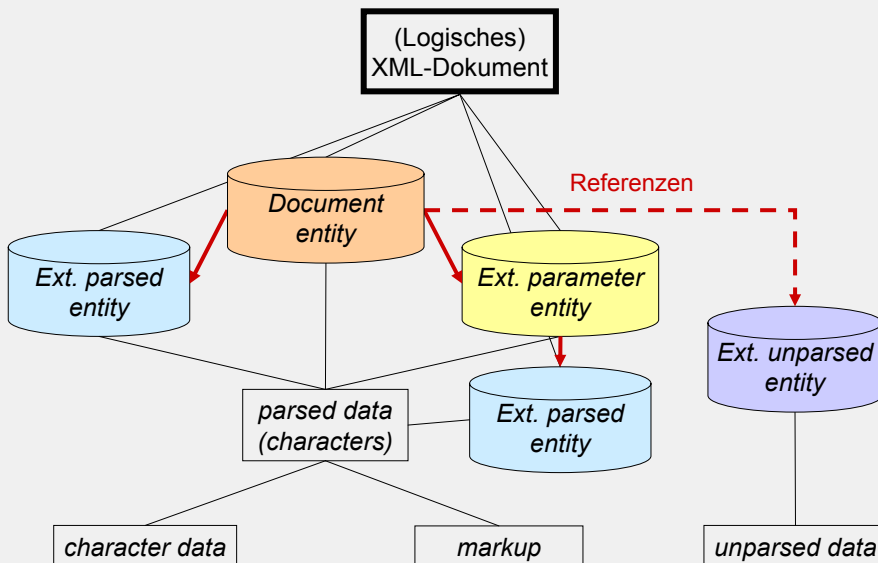 (Logisches)
XML-Dokument
Referenzen
Document
entity
Ext. parsed
entity
Ext. parameter
entity
Ext. unparsed
entity
parsed data
(characters)
Ext. parsed
entity
character data
markup
unparsed data